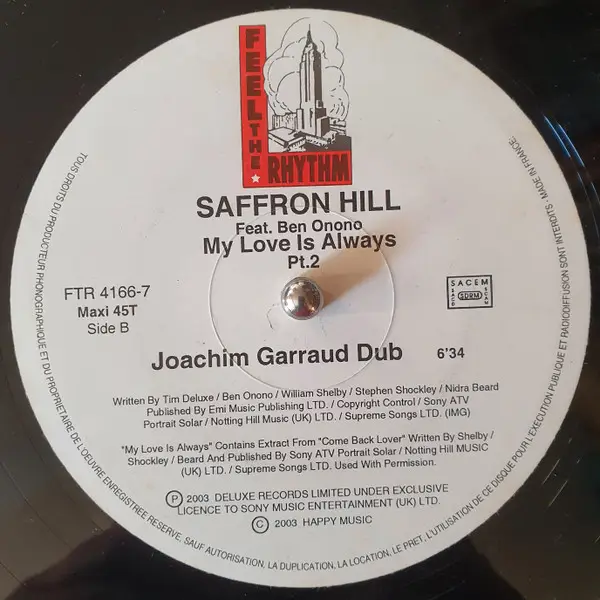 FEEL THE
RHYTHM
SAFFRON HILL
Feat. Ben Onono
My Love Is Always
Pt.2
FTR 4166-7
Maxi 45T
Side B
SACEM
SDRM
Joachim Garraud Dub 6'34
Written By Tim Deluxe / Ben Onono / William Shelby / Stephen Shockley / Nidra Beard
Published By Emi Music Publishing LTD. / Copyright Control / Sony ATV
Portrait Solar / Notting Hill Music (UK) LTD. / Supreme Songs LTD. (IMG)
"My Love Is Always" Contains Extract From "Come Back Lover" Written By Shelby /
Shockley / Beard And Published By Sony ATV Portrait Solar / Notting Hill MUSIC
(UK) LTD. / Supreme Songs LTD. Used With Permission.
Ⓟ 2003 DELUXE RECORDS LIMITED UNDER EXCLUSIVE
LICENCE TO SONY MUSIC ENTERTAINMENT (UK) LTD.
© 2003 HAPPY MUSIC
TOUS DROITS DU PRODUCTEUR PHONOGRAPHIQUE ET DU PROPRIETAIRE DE L'OEUVRE ENREGISTREE RESERVE, SAUF AUTORISATION, LA DUPLICATION, LA LOCATION, LE PRET, L'UTILISATION DE CE DISQUE POUR L'EXECUTION PUBLIQUE ET RADIODIFFUSION SONT INTERDITS - MADE IN FRANCE.